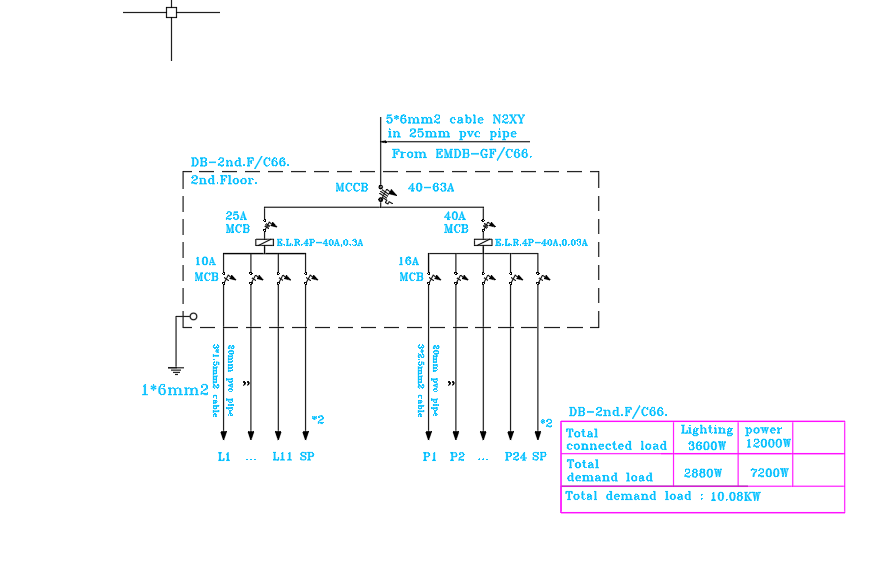 5*6mm2 cable N2XY
in 25mm pvc pipe
From EMDB-GF/C66.
DB-2nd.F/C66.
2nd.Floor.
MCCB 40-63A
25A
MCB
40A
MCB
E.L.R.4P-40A,0.3A
E.L.R.4P-40A,0.03A
10A
MCB
16A
MCB
1*6mm2
3*1.5mm2 cable
20mm pvc pipe
,,
*2
3*2.5mm2 cable
20mm pvc pipe
,,
*2
L1 ... L11 SP
P1 P2 ... P24 SP
DB-2nd.F/C66.
Total
connected load
Lighting
3600W
power
12000W
Total
demand load
2880W
7200W
Total demand load : 10.08KW